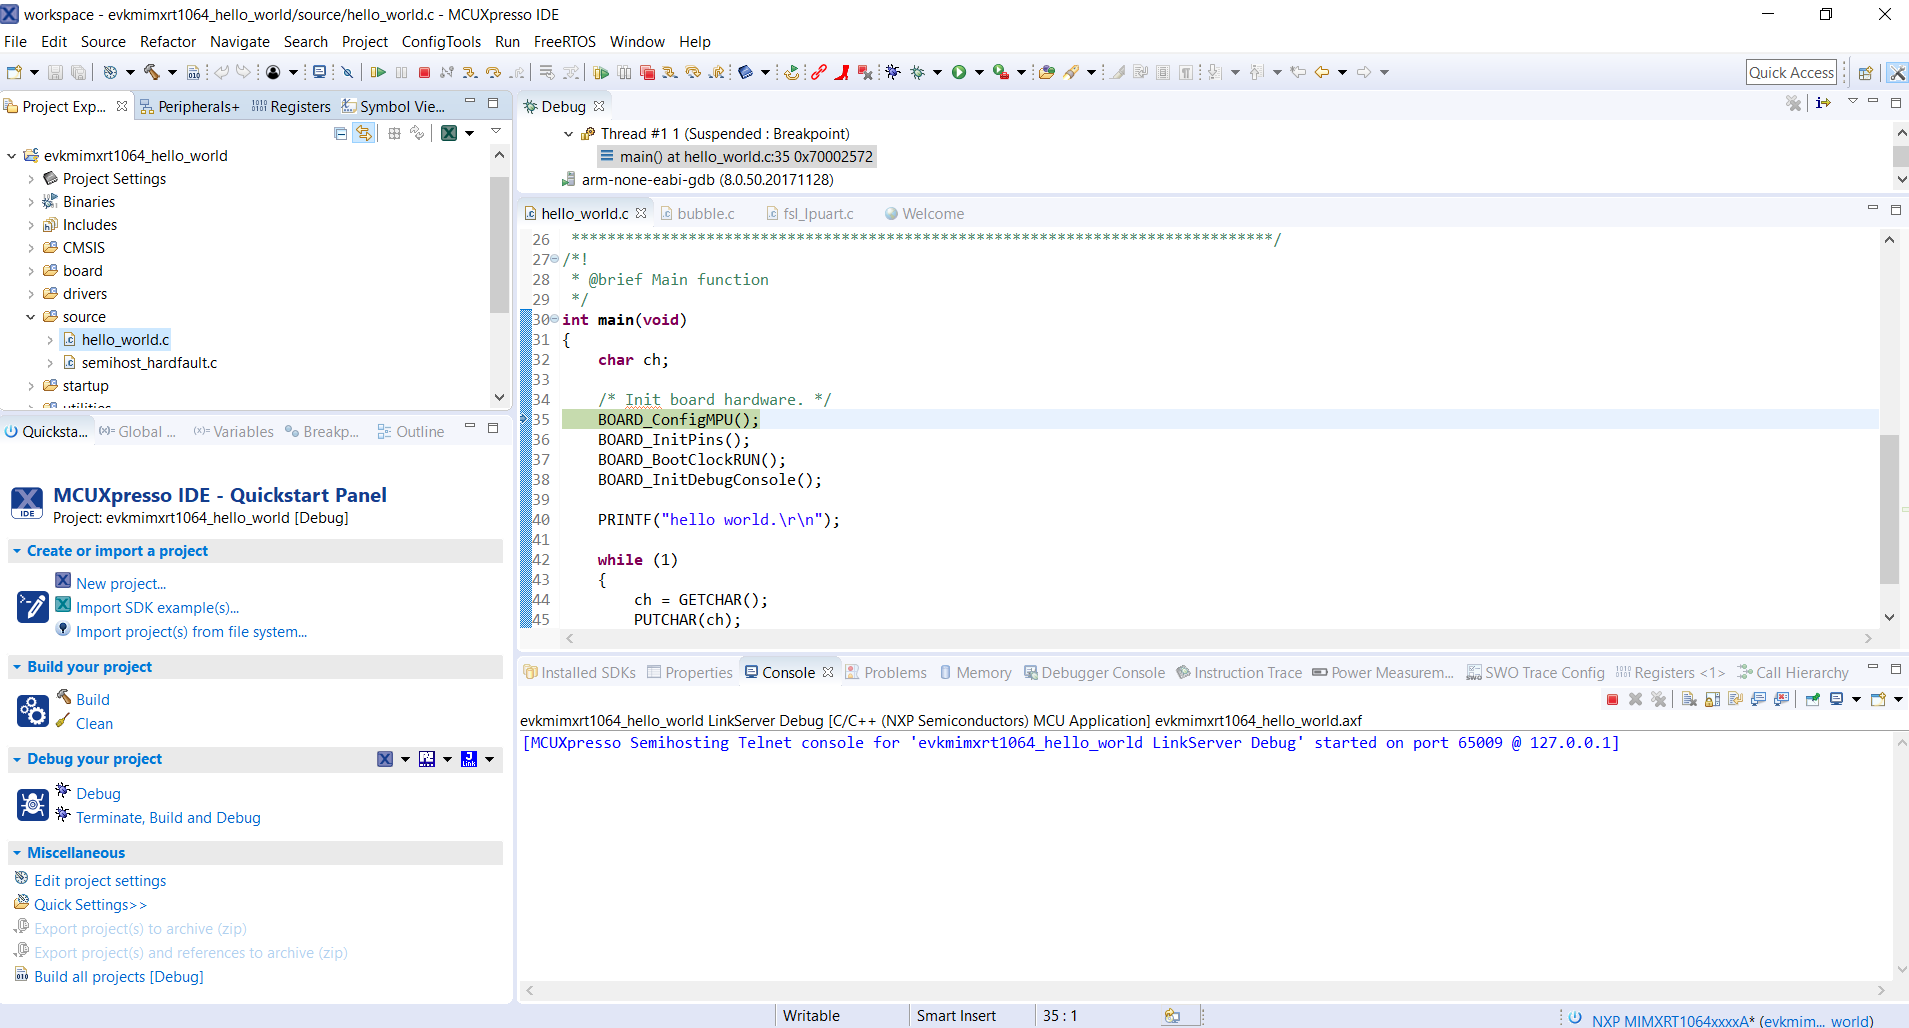 workspace - evkmimxrt1064_hello_world/source/hello_world.c - MCUXpresso IDE
File Edit Source Refactor Navigate Search Project ConfigTools Run FreeRTOS Window Help
Quick Access
Project Exp... Peripherals+ Registers Symbol Vie...
evkmimxrt1064_hello_world
Project Settings
Binaries
Includes
CMSIS
board
drivers
source
hello_world.c
semihost_hardfault.c
startup
utilities
Debug
Thread #1 1 (Suspended : Breakpoint)
main() at hello_world.c:35 0x70002572
arm-none-eabi-gdb (8.0.50.20171128)
hello_world.c bubble.c fsl_lpuart.c Welcome
26 ******************************************************************************/
27 /*!
28 * @brief Main function
29 */
30 int main(void)
31 {
32 char ch;
33
34 /* Init board hardware. */
35 BOARD_ConfigMPU();
36 BOARD_InitPins();
37 BOARD_BootClockRUN();
38 BOARD_InitDebugConsole();
39
40 PRINTF("hello world.\r\n");
41
42 while (1)
43 {
44 ch = GETCHAR();
45 PUTCHAR(ch);
Quicksta... Global ... Variables Breakp... Outline
MCUXpresso IDE - Quickstart Panel
Project: evkmimxrt1064_hello_world [Debug]
Create or import a project
New project...
Import SDK example(s)...
Import project(s) from file system...
Build your project
Build
Clean
Debug your project
Debug
Terminate, Build and Debug
Miscellaneous
Edit project settings
Quick Settings>>
Export project(s) to archive (zip)
Export project(s) and references to archive (zip)
Build all projects [Debug]
Installed SDKs Properties Console Problems Memory Debugger Console Instruction Trace Power Measurem... SWO Trace Config Registers <1> Call Hierarchy
evkmimxrt1064_hello_world LinkServer Debug [C/C++ (NXP Semiconductors) MCU Application] evkmimxrt1064_hello_world.axf
[MCUXpresso Semihosting Telnet console for 'evkmimxrt1064_hello_world LinkServer Debug' started on port 65009 @ 127.0.0.1]
Writable Smart Insert 35 : 1
NXP MIMXRT1064xxxxA* (evkmim... world)